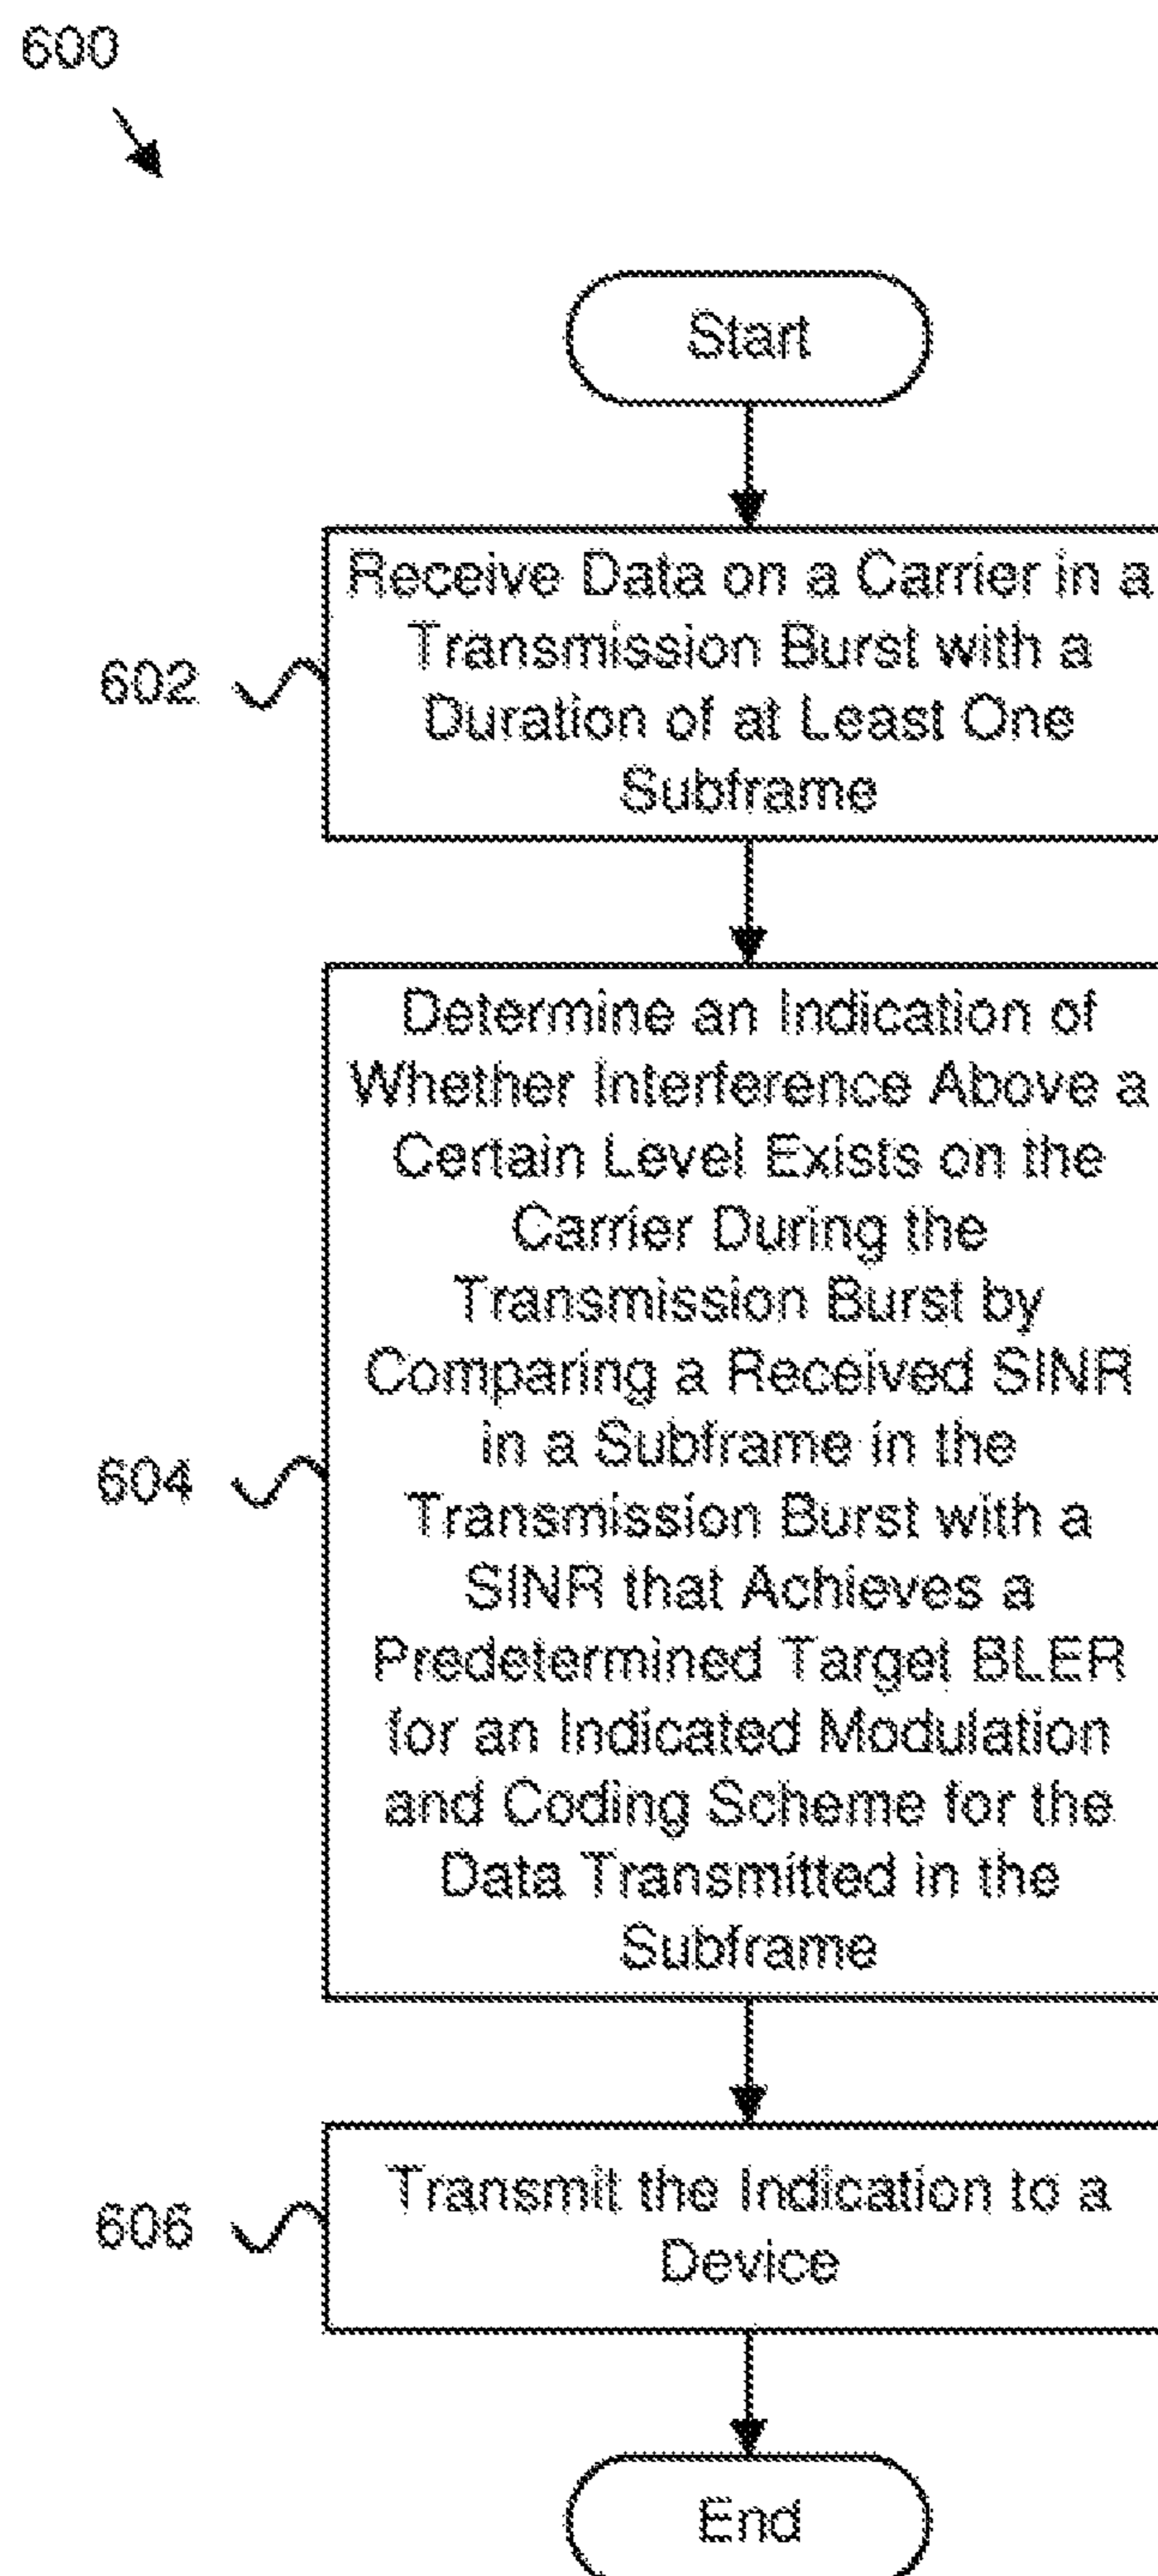 600
Start
602
Receive Data on a Carrier in a
Transmission Burst with a
Duration of at Least One
Subframe
604
Determine an Indication of
Whether Interference Above a
Certain Level Exists on the
Carrier During the
Transmission Burst by
Comparing a Received SINR
in a Subframe in the
Transmission Burst with a
SINR that Achieves a
Predetermined Target BLER
for an Indicated Modulation
and Coding Scheme for the
Data Transmitted in the
Subframe
606
Transmit the Indication to a
Device
End